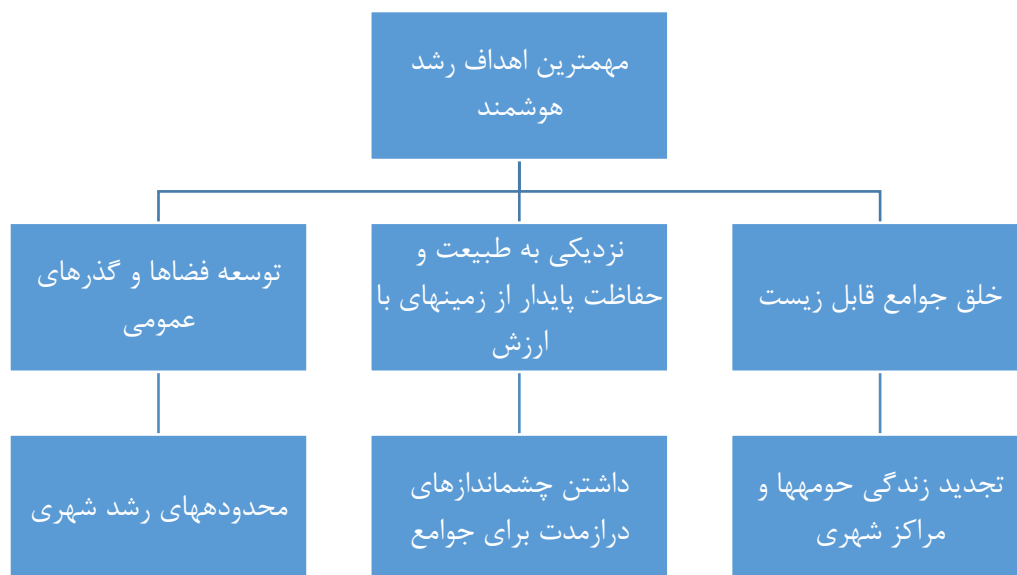 مهمترین اهداف رشد
هوشمند
خلق جوامع قابل زیست
نزدیکی به طبیعت و
حفاظت پایدار از زمینهای با
ارزش
توسعه فضاها و گذرهای
عمومی
تجدید زندگی حومهها و
مراکز شهری
داشتن چشماندازهای
درازمدت برای جوامع
محدودههای رشد شهری